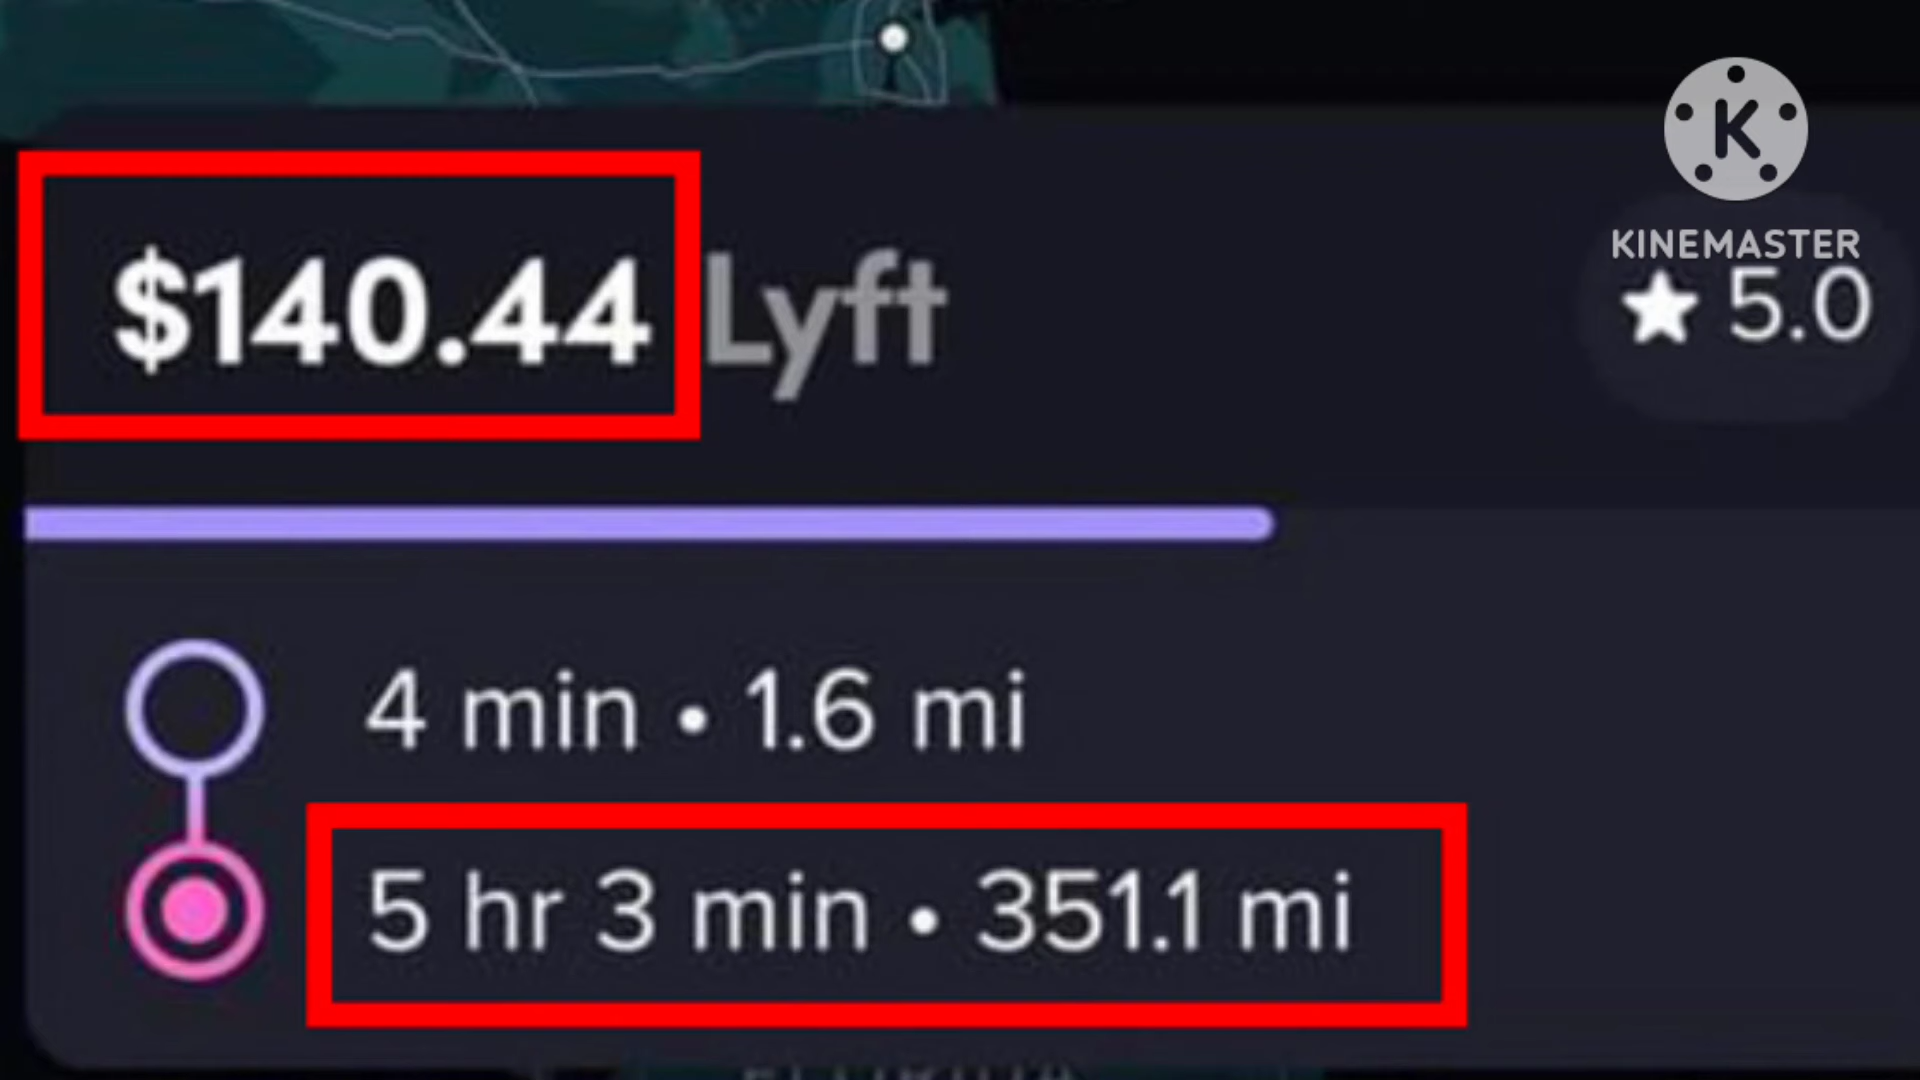 K
KINEMASTER
$140.44 Lyft
★ 5.0
4 min • 1.6 mi
5 hr 3 min • 351.1 mi